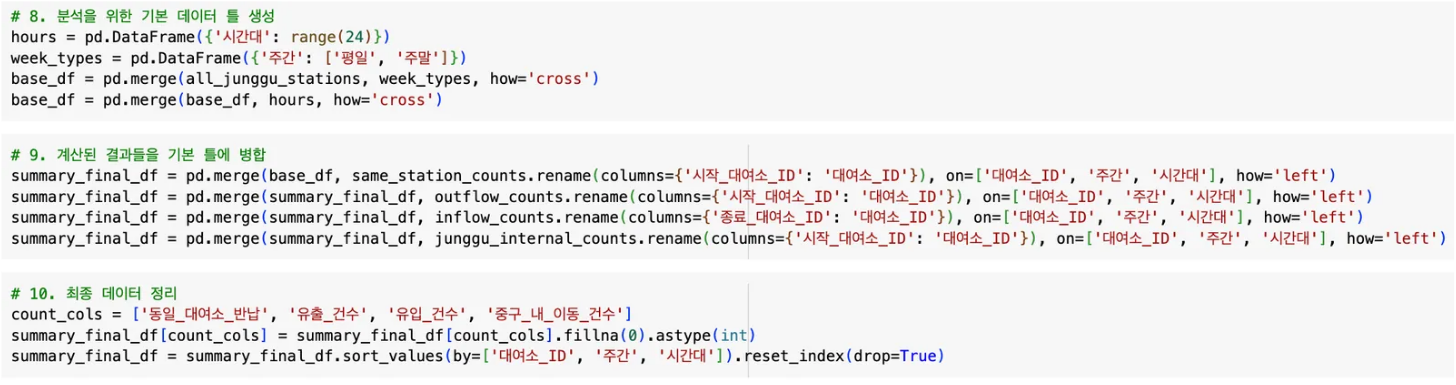 # 8. 분석을 위한 기본 데이터 틀 생성
hours = pd.DataFrame({'시간대': range(24)})
week_types = pd.DataFrame({'주간': ['평일', '주말']})
base_df = pd.merge(all_junggu_stations, week_types, how='cross')
base_df = pd.merge(base_df, hours, how='cross')
# 9. 계산된 결과들을 기본 틀에 병합
summary_final_df = pd.merge(base_df, same_station_counts.rename(columns={'시작_대여소_ID': '대여소_ID'}), on=['대여소_ID', '주간', '시간대'], how='left')
summary_final_df = pd.merge(summary_final_df, outflow_counts.rename(columns={'시작_대여소_ID': '대여소_ID'}), on=['대여소_ID', '주간', '시간대'], how='left')
summary_final_df = pd.merge(summary_final_df, inflow_counts.rename(columns={'종료_대여소_ID': '대여소_ID'}), on=['대여소_ID', '주간', '시간대'], how='left')
summary_final_df = pd.merge(summary_final_df, junggu_internal_counts.rename(columns={'시작_대여소_ID': '대여소_ID'}), on=['대여소_ID', '주간', '시간대'], how='left')
# 10. 최종 데이터 정리
count_cols = ['동일_대여소_반납', '유출_건수', '유입_건수', '중구_내_이동_건수']
summary_final_df[count_cols] = summary_final_df[count_cols].fillna(0).astype(int)
summary_final_df = summary_final_df.sort_values(by=['대여소_ID', '주간', '시간대']).reset_index(drop=True)